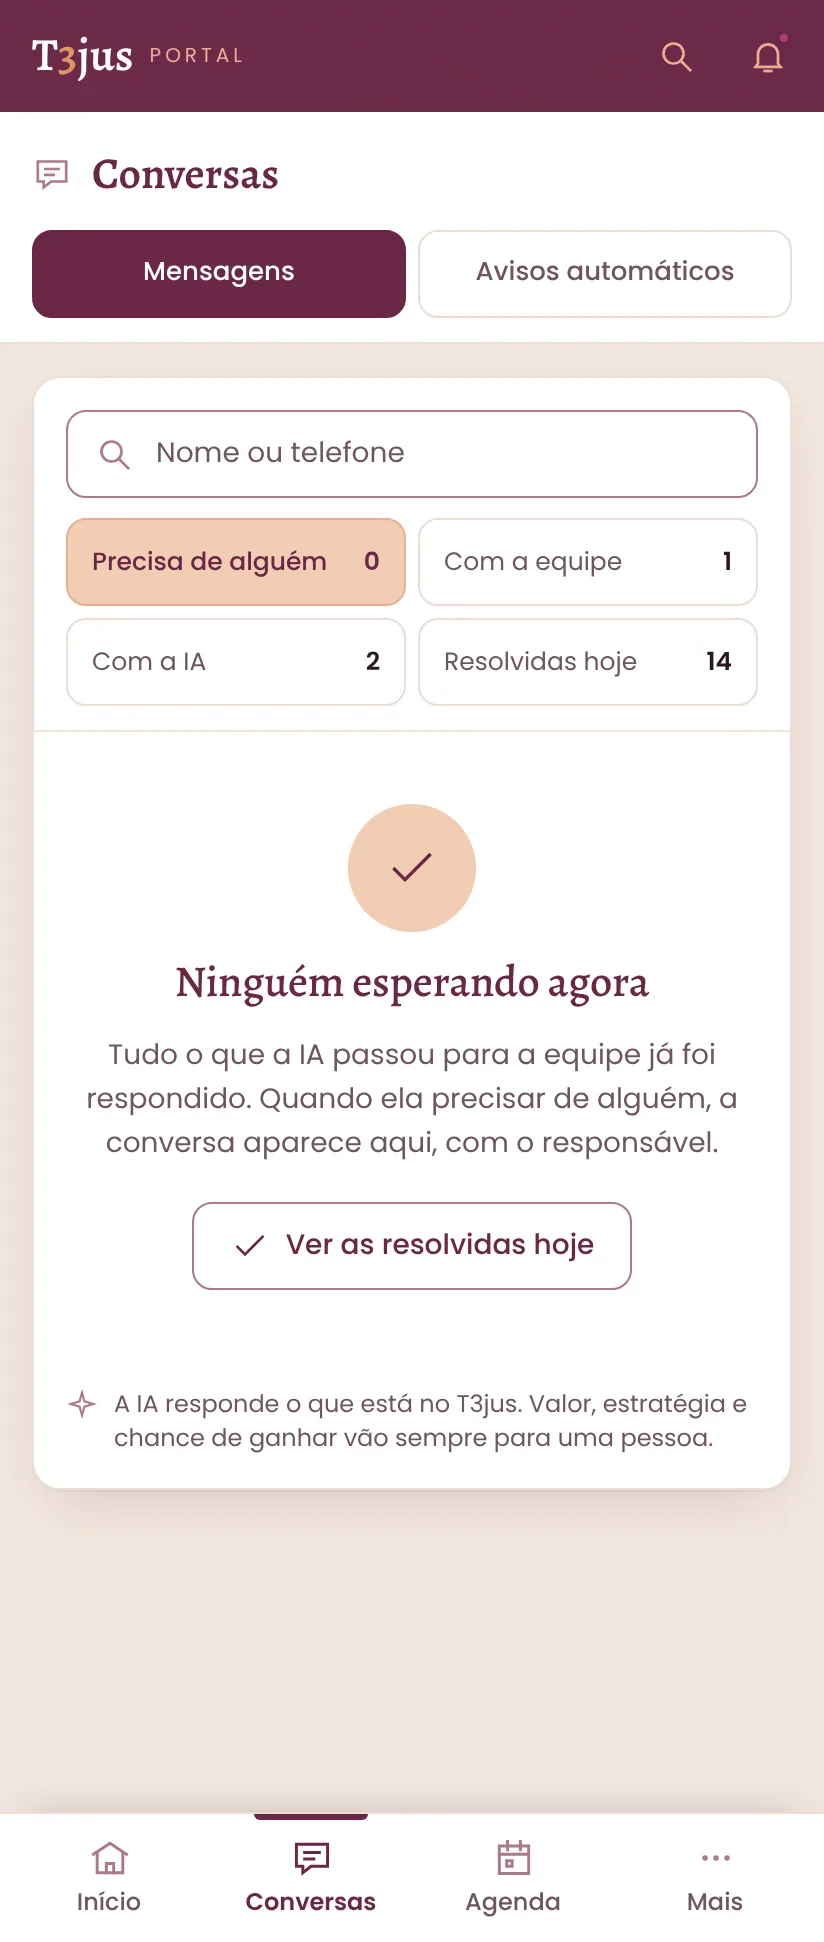 T3jus PORTAL
Conversas
Mensagens
Avisos automáticos
Nome ou telefone
Precisa de alguém 0
Com a equipe 1
Com a IA 2
Resolvidas hoje 14
Ninguém esperando agora
Tudo o que a IA passou para a equipe já foi
respondido. Quando ela precisar de alguém, a
conversa aparece aqui, com o responsável.
Ver as resolvidas hoje
A IA responde o que está no T3jus. Valor, estratégia e
chance de ganhar vão sempre para uma pessoa.
Início
Conversas
Agenda
Mais